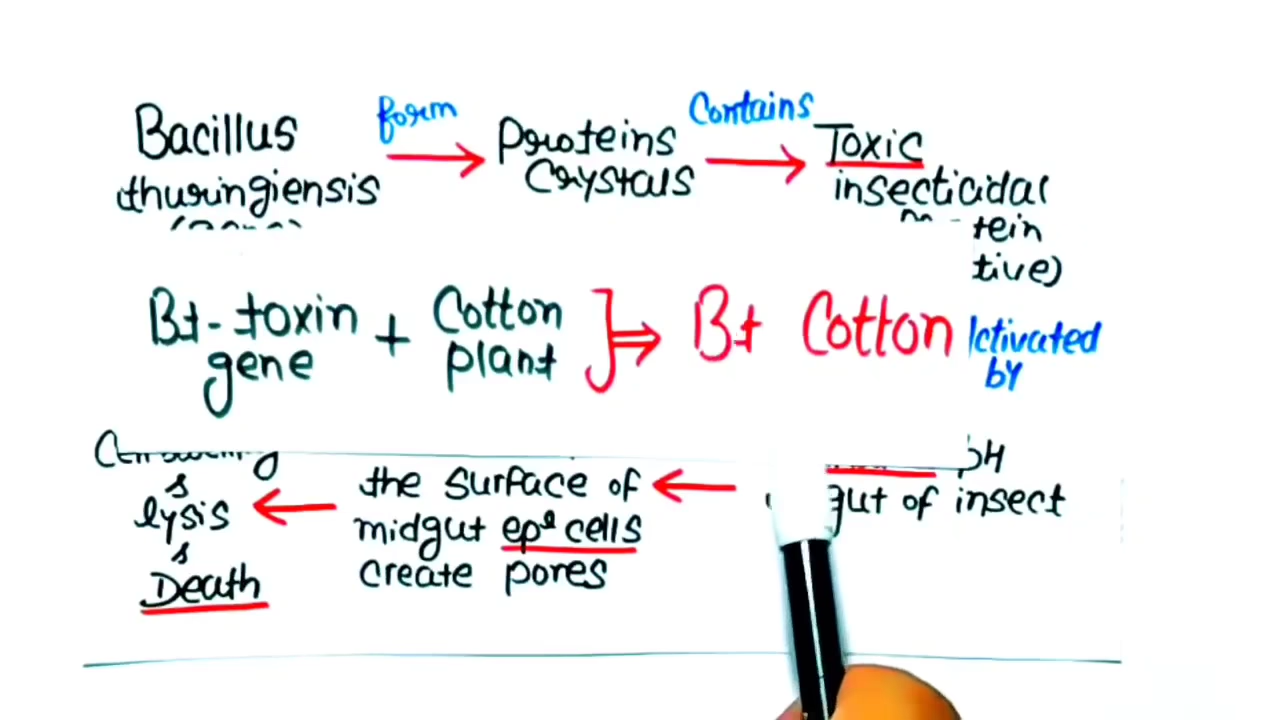 Bacillus form Proteins Contains Toxic
thuringiensis Crystals insecticidal
tein
tive)
Bt-toxin + Cotton Bt Cotton ctivated
gene plant by
pH
the surface of gut of insect
s
lysis midgut epl cells
s
Death create pores